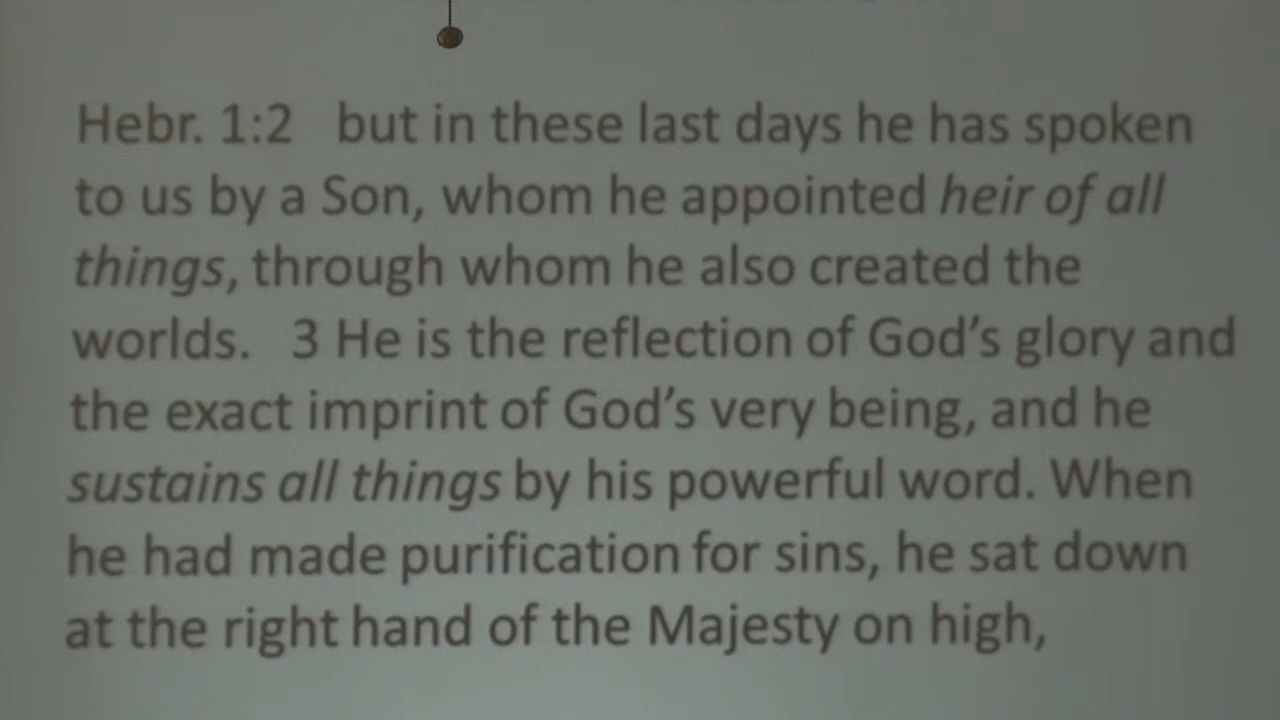 Hebr. 1:2 but in these last days he has spoken
to us by a Son, whom he appointed heir of all
things, through whom he also created the
worlds. 3 He is the reflection of God’s glory and
the exact imprint of God’s very being, and he
sustains all things by his powerful word. When
he had made purification for sins, he sat down
at the right hand of the Majesty on high,